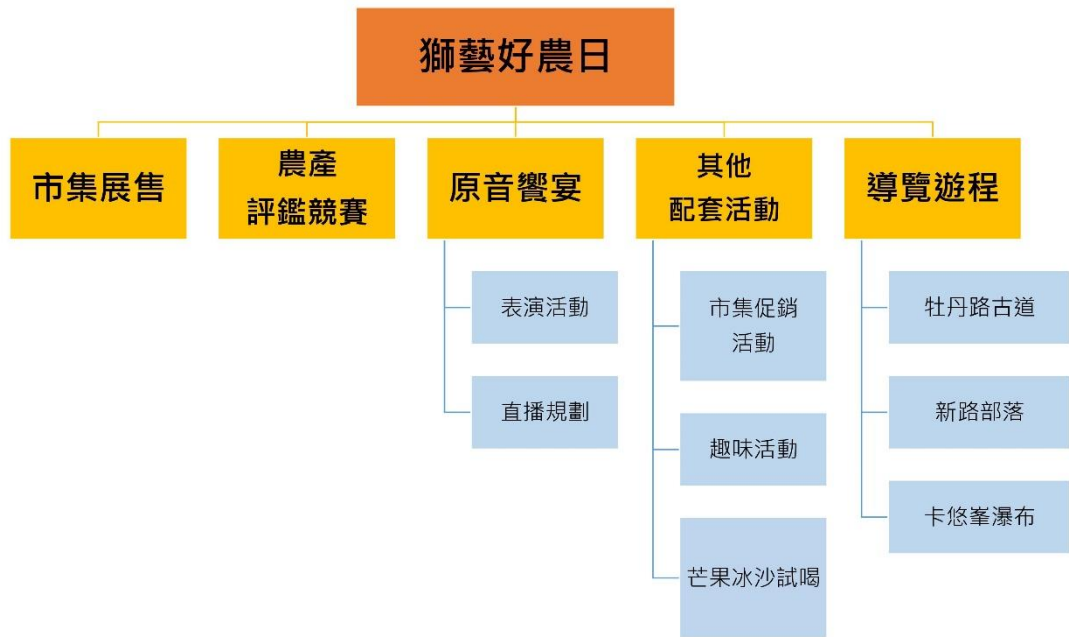 獅藝好農日
市集展售
農產
評鑑競賽
原音饗宴
其他
配套活動
導覽遊程
表演活動
直播規劃
市集促銷
活動
趣味活動
芒果冰沙試喝
牡丹路古道
新路部落
卡悠峯瀑布